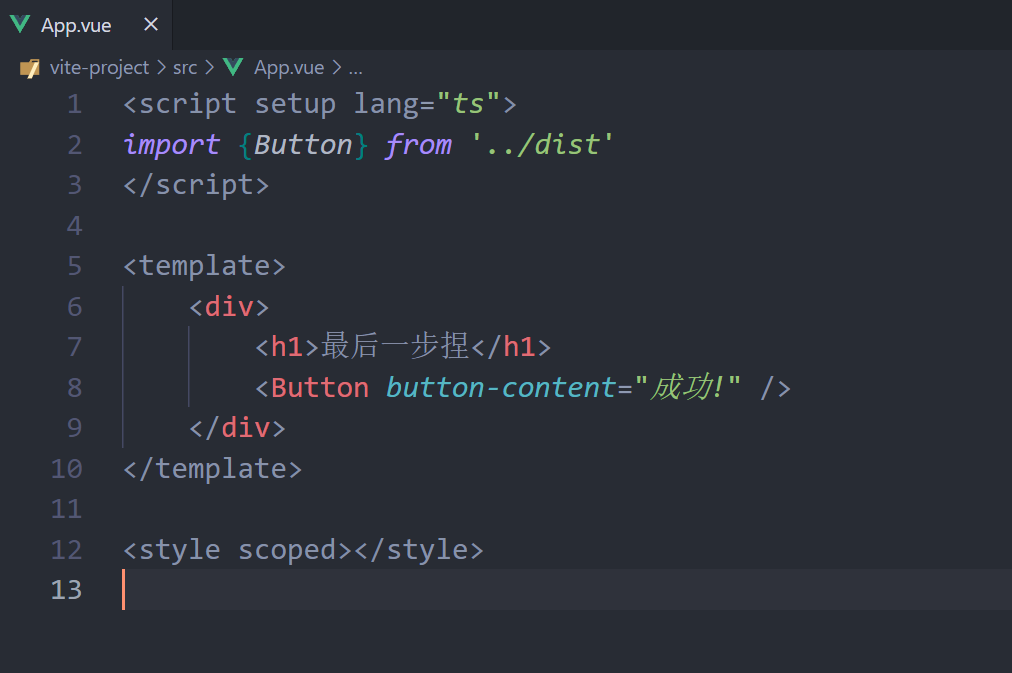 App.vue ×
vite-project > src > App.vue > ...
1 <script setup lang="ts">
2 import {Button} from '../dist'
3 </script>
4
5 <template>
6     <div>
7         <h1>最后一步捏</h1>
8         <Button button-content="成功!" />
9     </div>
10 </template>
11
12 <style scoped></style>
13